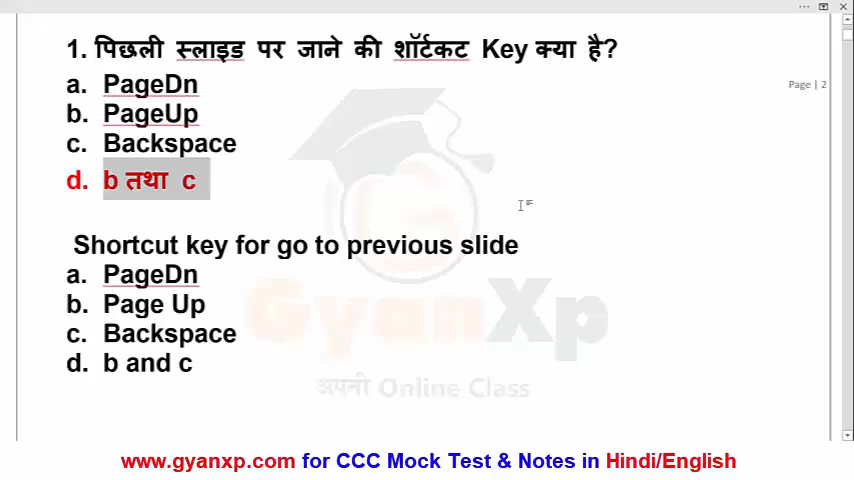 1. पिछली स्लाइड पर जाने की शॉर्टकट Key क्या है?
a. PageDn
Page | 2
b. PageUp
c. Backspace
d. b तथा c
Shortcut key for go to previous slide
a. PageDn
b. Page Up
c. Backspace
d. b and c
GyanXp
अपनी Online Class
www.gyanxp.com for CCC Mock Test & Notes in Hindi/English